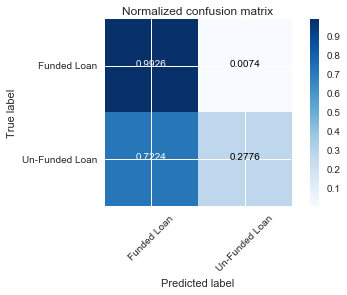 Normalized confusion matrix
True label
Funded Loan
0.9926
0.0074
Un-Funded Loan
0.7224
0.2776
Funded Loan
Un-Funded Loan
Predicted label
0.9
0.8
0.7
0.6
0.5
0.4
0.3
0.2
0.1